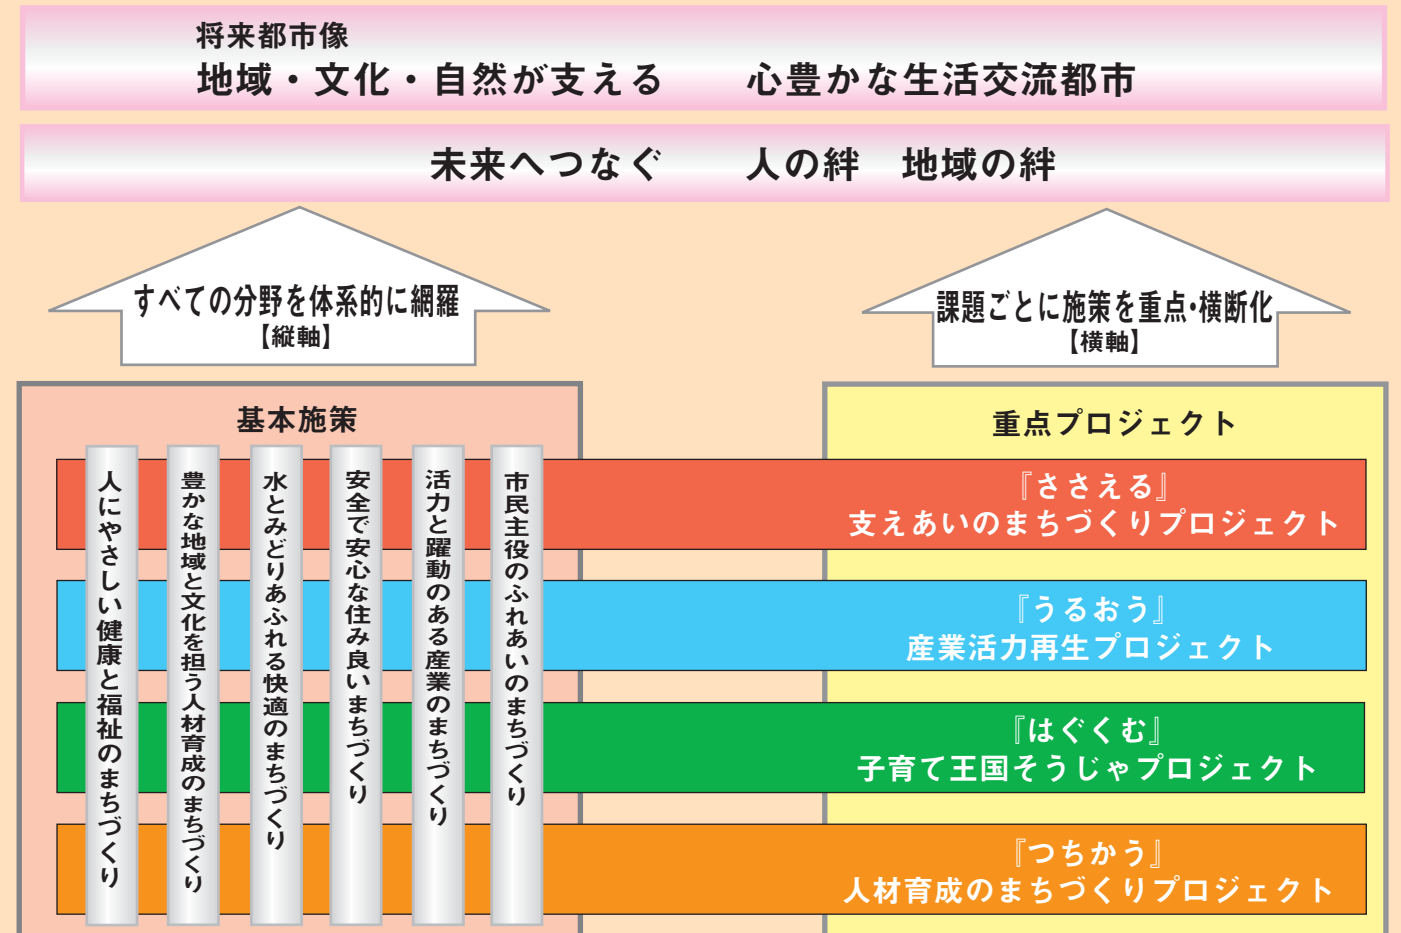 将来都市像
地域・文化・自然が支える　心豊かな生活交流都市
未来へつなぐ　人の絆　地域の絆
すべての分野を体系的に網羅
【縦軸】
課題ごとに施策を重点・横断化
【横軸】
基本施策
人にやさしい健康と福祉のまちづくり
豊かな地域と文化を担う人材育成のまちづくり
水とみどりあふれる快適のまちづくり
安全で安心な住み良いまちづくり
活力と躍動のある産業のまちづくり
市民主役のふれあいのまちづくり
重点プロジェクト
『ささえる』
支えあいのまちづくりプロジェクト
『うるおう』
産業活力再生プロジェクト
『はぐくむ』
子育て王国そうじゃプロジェクト
『つちかう』
人材育成のまちづくりプロジェクト